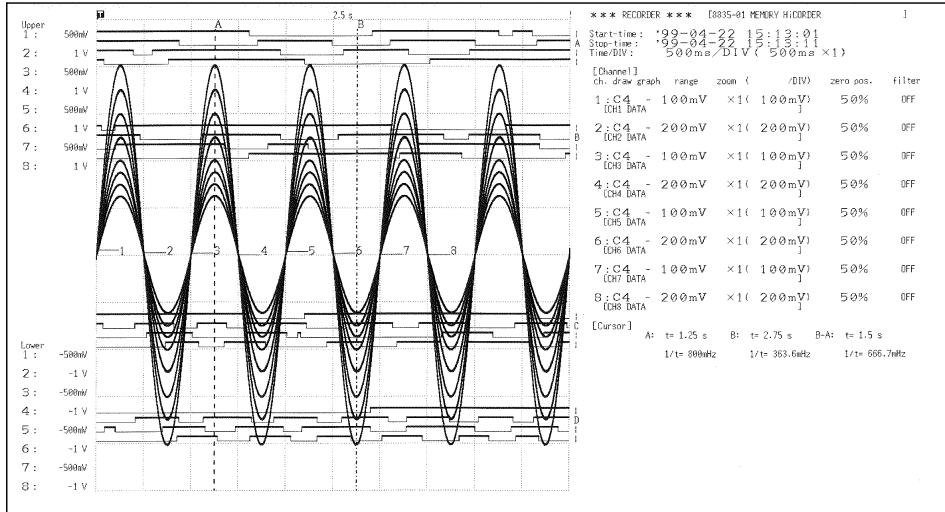 Upper
1 : 500mV
2 : 1 V
3 : 500mV
4 : 1 V
5 : 500mV
6 : 1 V
7 : 500mV
8 : 1 V
T 2.5 s
A B
A
B
1 2 3 4 5 6 7 8
C
D
Lower
1 : -500mV
2 : -1 V
3 : -500mV
4 : -1 V
5 : -500mV
6 : -1 V
7 : -500mV
8 : -1 V
*** RECORDER *** [8835-01 MEMORY HiCORDER ]
Start-time: '99-04-22 15:13:01
Stop-time: '99-04-22 15:13:11
Time/DIV: 500ms/DIV( 500ms ×1)
[Channel]
ch. draw graph range zoom ( /DIV) zero pos. filter
1:C4 - 100mV ×1( 100mV) 50% OFF
[CH1 DATA ]
2:C4 - 200mV ×1( 200mV) 50% OFF
[CH2 DATA ]
3:C4 - 100mV ×1( 100mV) 50% OFF
[CH3 DATA ]
4:C4 - 200mV ×1( 200mV) 50% OFF
[CH4 DATA ]
5:C4 - 100mV ×1( 100mV) 50% OFF
[CH5 DATA ]
6:C4 - 200mV ×1( 200mV) 50% OFF
[CH6 DATA ]
7:C4 - 100mV ×1( 100mV) 50% OFF
[CH7 DATA ]
8:C4 - 200mV ×1( 200mV) 50% OFF
[CH8 DATA ]
[Cursor]
A: t= 1.25 s B: t= 2.75 s B-A: t= 1.5 s
1/t= 800mHz 1/t= 363.6mHz 1/t= 666.7mHz